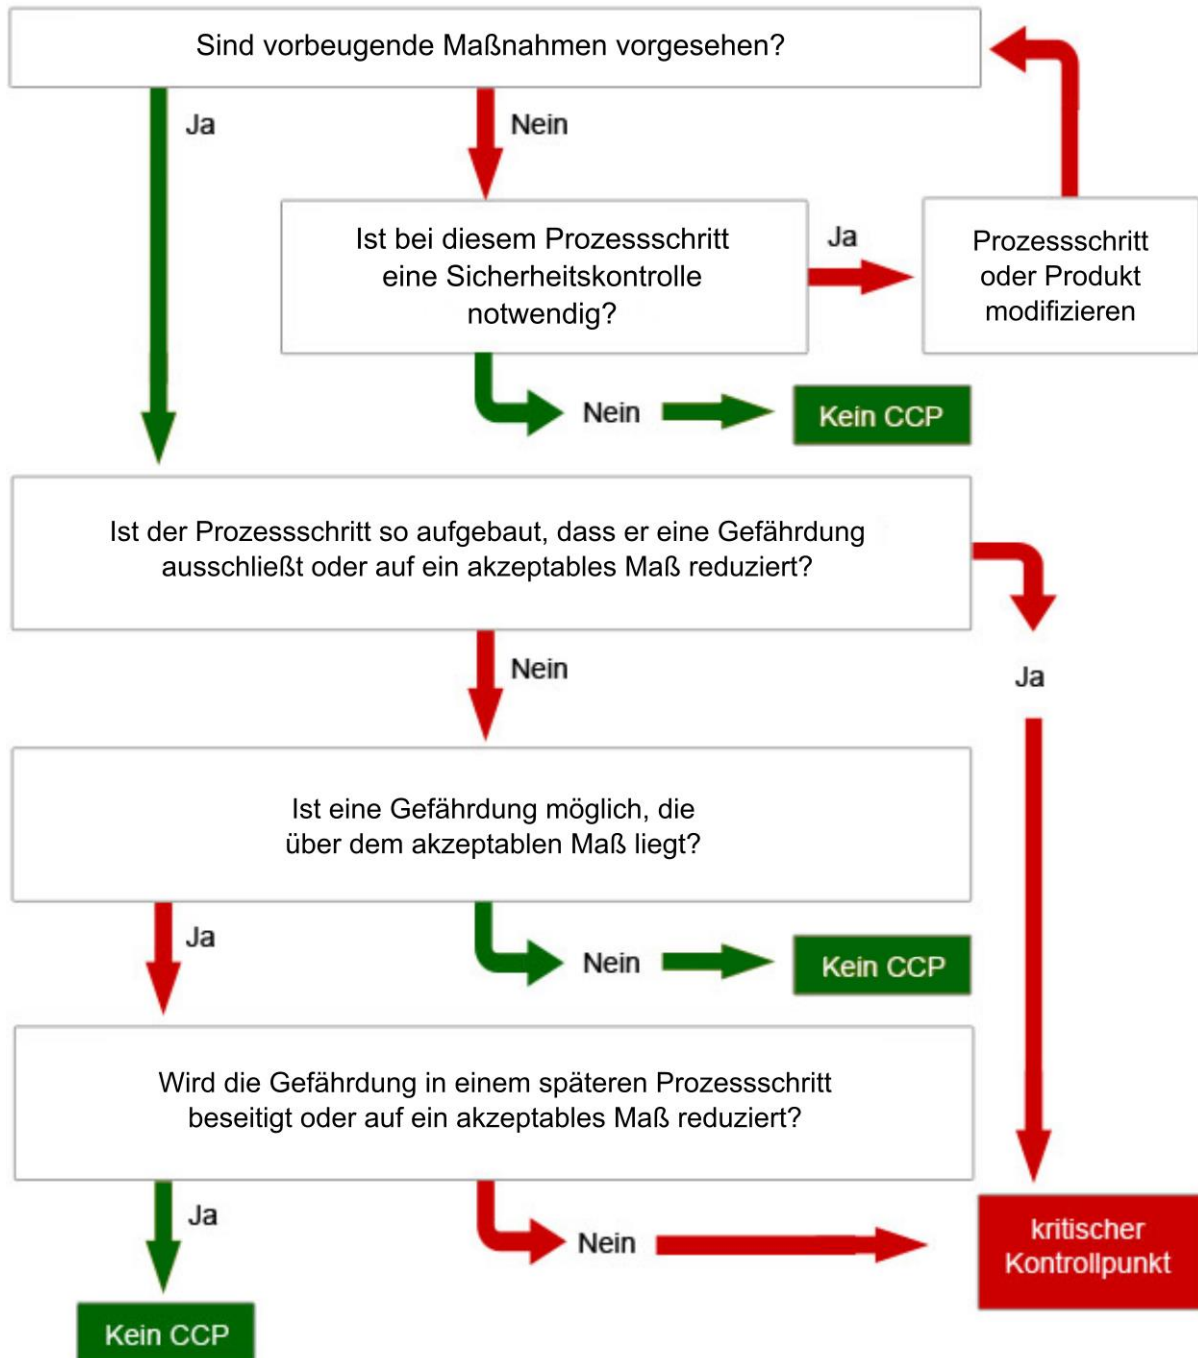 Sind vorbeugende Maßnahmen vorgesehen?
Ja
Nein
Ist bei diesem Prozessschritt
eine Sicherheitskontrolle
notwendig?
Ja
Prozessschritt
oder Produkt
modifizieren
Nein
Kein CCP
Ist der Prozessschritt so aufgebaut, dass er eine Gefährdung
ausschließt oder auf ein akzeptables Maß reduziert?
Nein
Ja
Ist eine Gefährdung möglich, die
über dem akzeptablen Maß liegt?
Ja
Nein
Kein CCP
Wird die Gefährdung in einem späteren Prozessschritt
beseitigt oder auf ein akzeptables Maß reduziert?
Ja
Nein
kritischer
Kontrollpunkt
Kein CCP